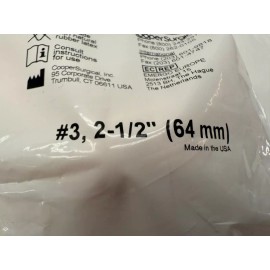 rubber latex
Consult
instructions
for use
CooperSurgical, Inc.
95 Corporate Drive
Trumbull, CT 06611 USA
CooperSurgical
EC REP
EUROPE
The Hague
The Netherlands
#3, 2-1/2" (64 mm)
Made in the USA